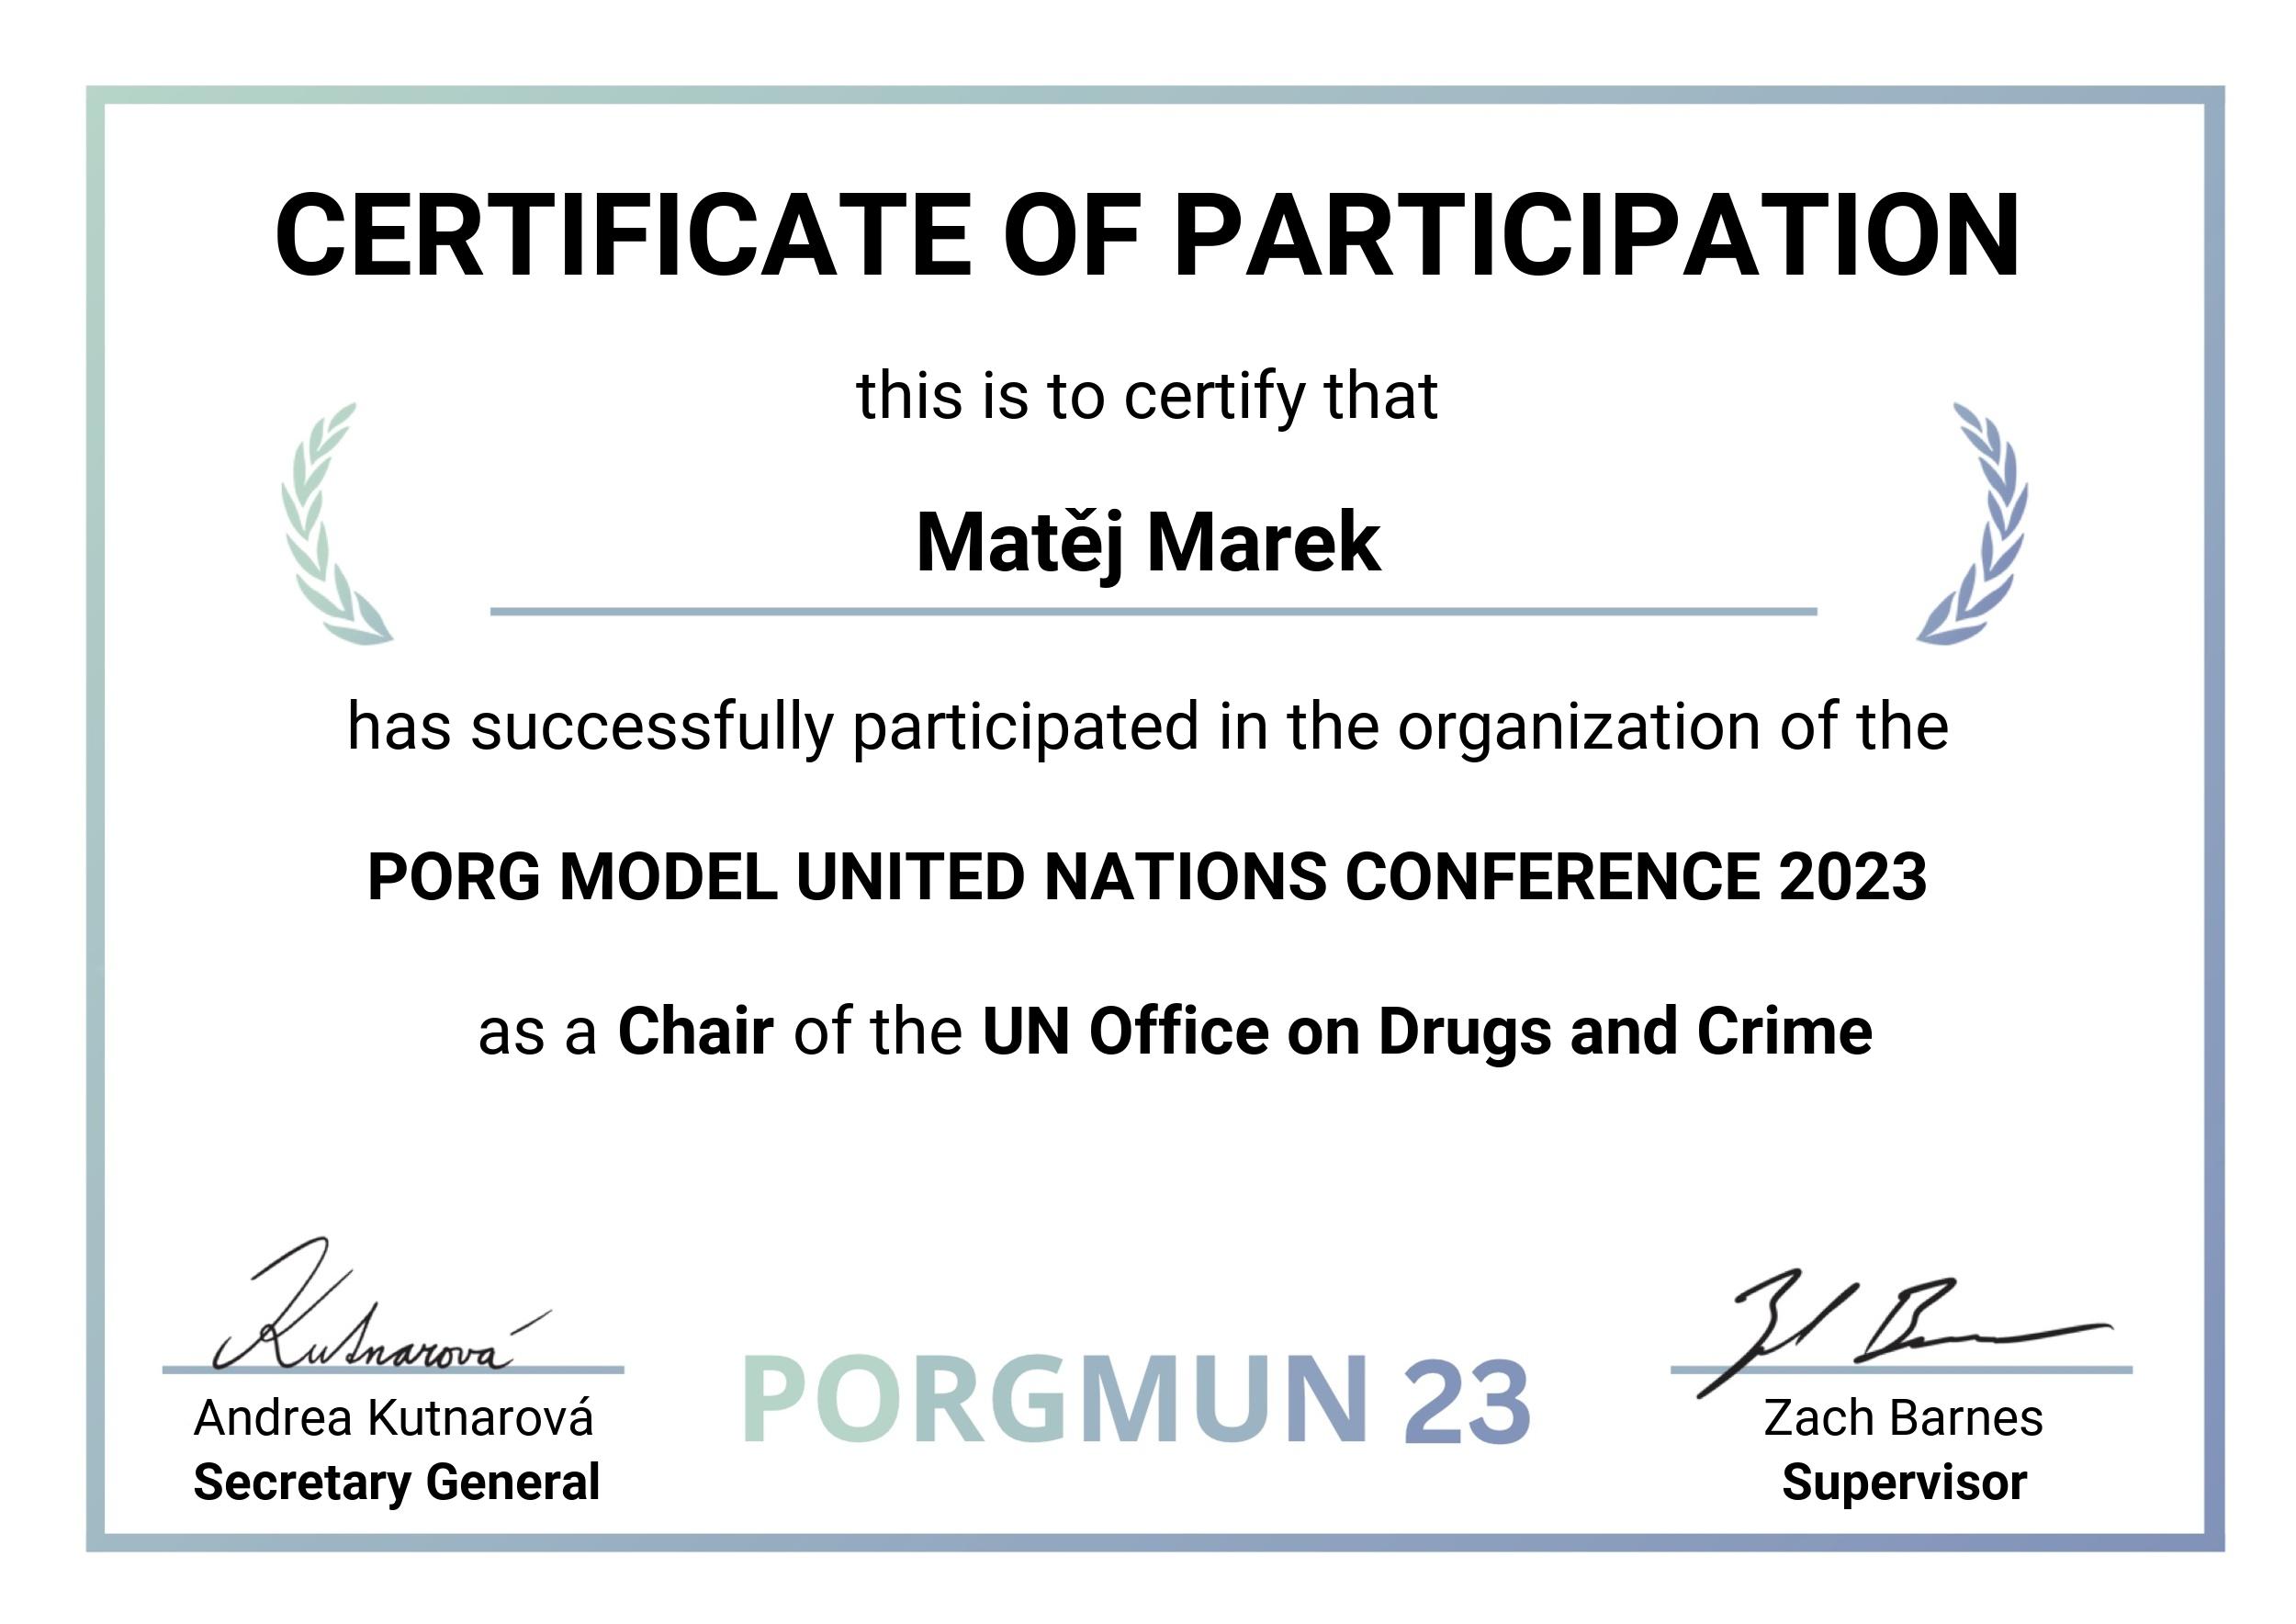 CERTIFICATE OF PARTICIPATION
this is to certify that
Matěj Marek
has successfully participated in the organization of the
PORG MODEL UNITED NATIONS CONFERENCE 2023
as a Chair of the UN Office on Drugs and Crime
Kutnarová
Andrea Kutnarová
Secretary General
PORGMUN 23
Zach Barnes
Supervisor